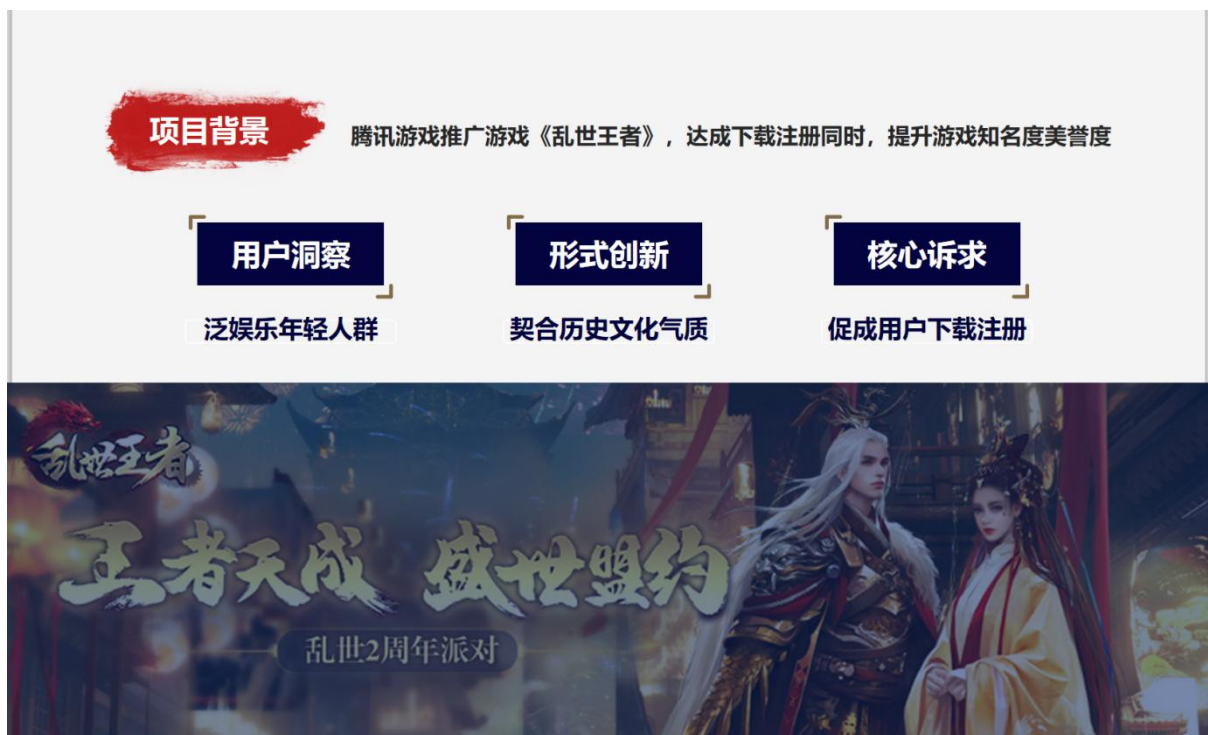 项目背景
腾讯游戏推广游戏《乱世王者》，达成下载注册同时，提升游戏知名度美誉度
用户洞察 形式创新 核心诉求
泛娱乐年轻人群 契合历史文化气质 促成用户下载注册
乱世王者
王者天成 盛世盟约
乱世2周年派对